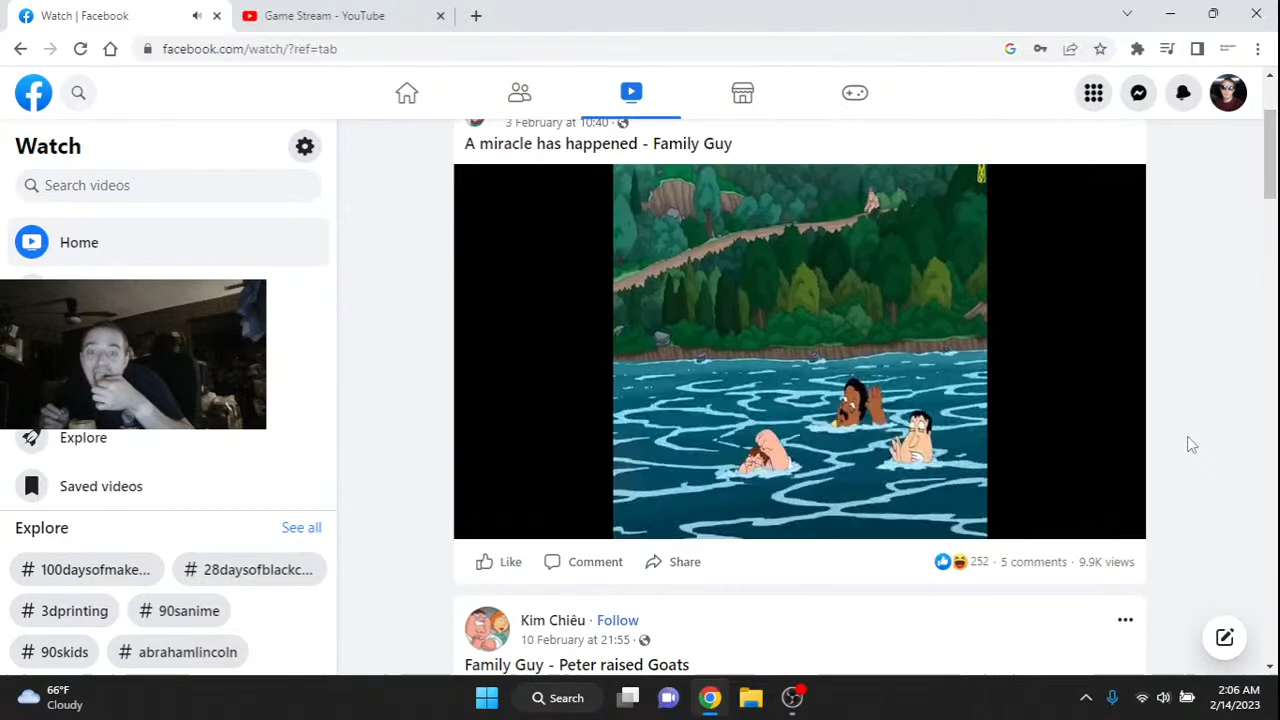 Watch | Facebook
Game Stream - YouTube
facebook.com/watch/?ref=tab
Watch
Search videos
Home
Explore
Saved videos
Explore
See all
# 100daysofmake...
# 28daysofblackc...
# 3dprinting
# 90sanime
# 90skids
# abrahamlincoln
3 February at 10:40 ·
A miracle has happened - Family Guy
Like
Comment
Share
252 · 5 comments · 9.9K views
Kim Chiêu · Follow
10 February at 21:55 ·
Family Guy - Peter raised Goats
66°F
Cloudy
Search
2:06 AM
2/14/2023